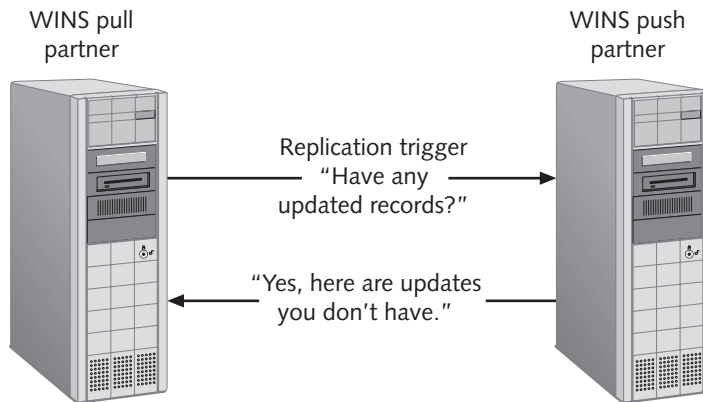 WINS pull
partner
WINS push
partner
Replication trigger
“Have any
updated records?”
“Yes, here are updates
you don’t have.”